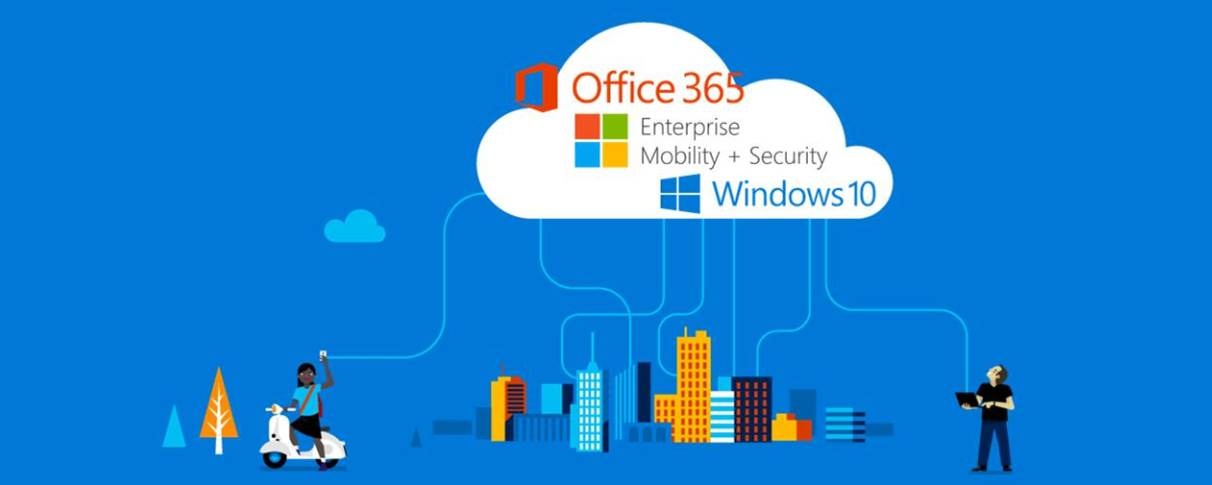 Office 365
Enterprise
Mobility + Security
Windows 10